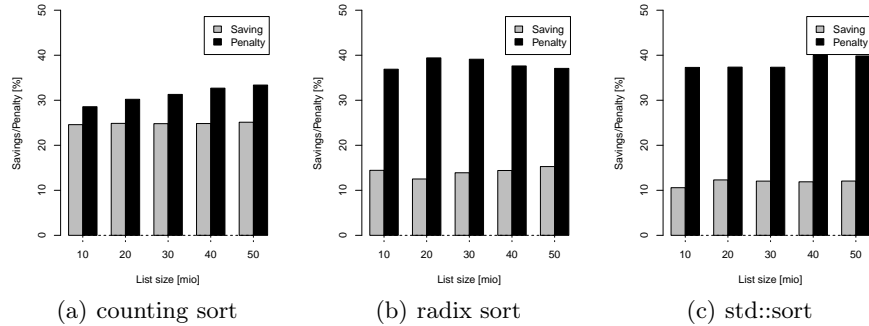 Savings/Penalty [%]
50
40
30
20
10
0
Saving
Penalty
10 20 30 40 50
List size [mio]
(a) counting sort
Savings/Penalty [%]
50
40
30
20
10
0
Saving
Penalty
10 20 30 40 50
List size [mio]
(b) radix sort
Savings/Penalty [%]
50
40
30
20
10
0
Saving
Penalty
10 20 30 40 50
List size [mio]
(c) std::sort